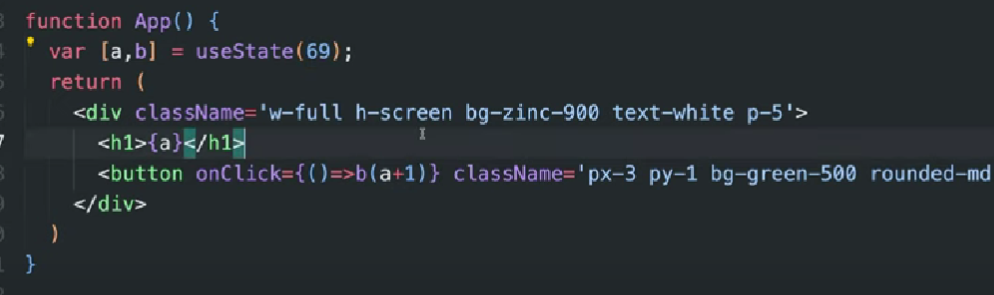 function App() {
var [a,b] = useState(69);
return (
<div className='w-full h-screen bg-zinc-900 text-white p-5'>
<h1>{a}</h1>
<button onClick={()=>b(a+1)} className='px-3 py-1 bg-green-500 rounded-md
</div>
)
}